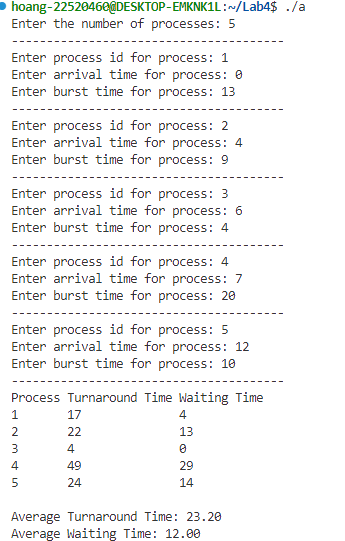 hoang-22520460@DESKTOP-EMKNK1L:~/Lab4$ ./a
Enter the number of processes: 5
---------------------------------------
Enter process id for process: 1
Enter arrival time for process: 0
Enter burst time for process: 13
---------------------------------------
Enter process id for process: 2
Enter arrival time for process: 4
Enter burst time for process: 9
---------------------------------------
Enter process id for process: 3
Enter arrival time for process: 6
Enter burst time for process: 4
---------------------------------------
Enter process id for process: 4
Enter arrival time for process: 7
Enter burst time for process: 20
---------------------------------------
Enter process id for process: 5
Enter arrival time for process: 12
Enter burst time for process: 10
---------------------------------------
Process Turnaround Time Waiting Time
1       17              4
2       22              13
3       4               0
4       49              29
5       24              14
Average Turnaround Time: 23.20
Average Waiting Time: 12.00